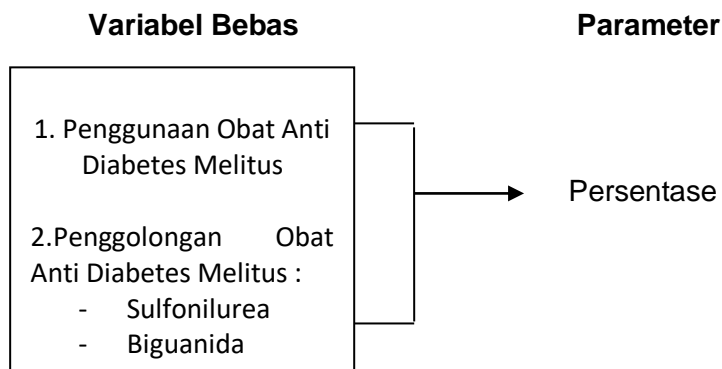 Variabel Bebas
Parameter
1. Penggunaan Obat Anti
Diabetes Melitus
2.Penggolongan Obat
Anti Diabetes Melitus :
- Sulfonilurea
- Biguanida
Persentase